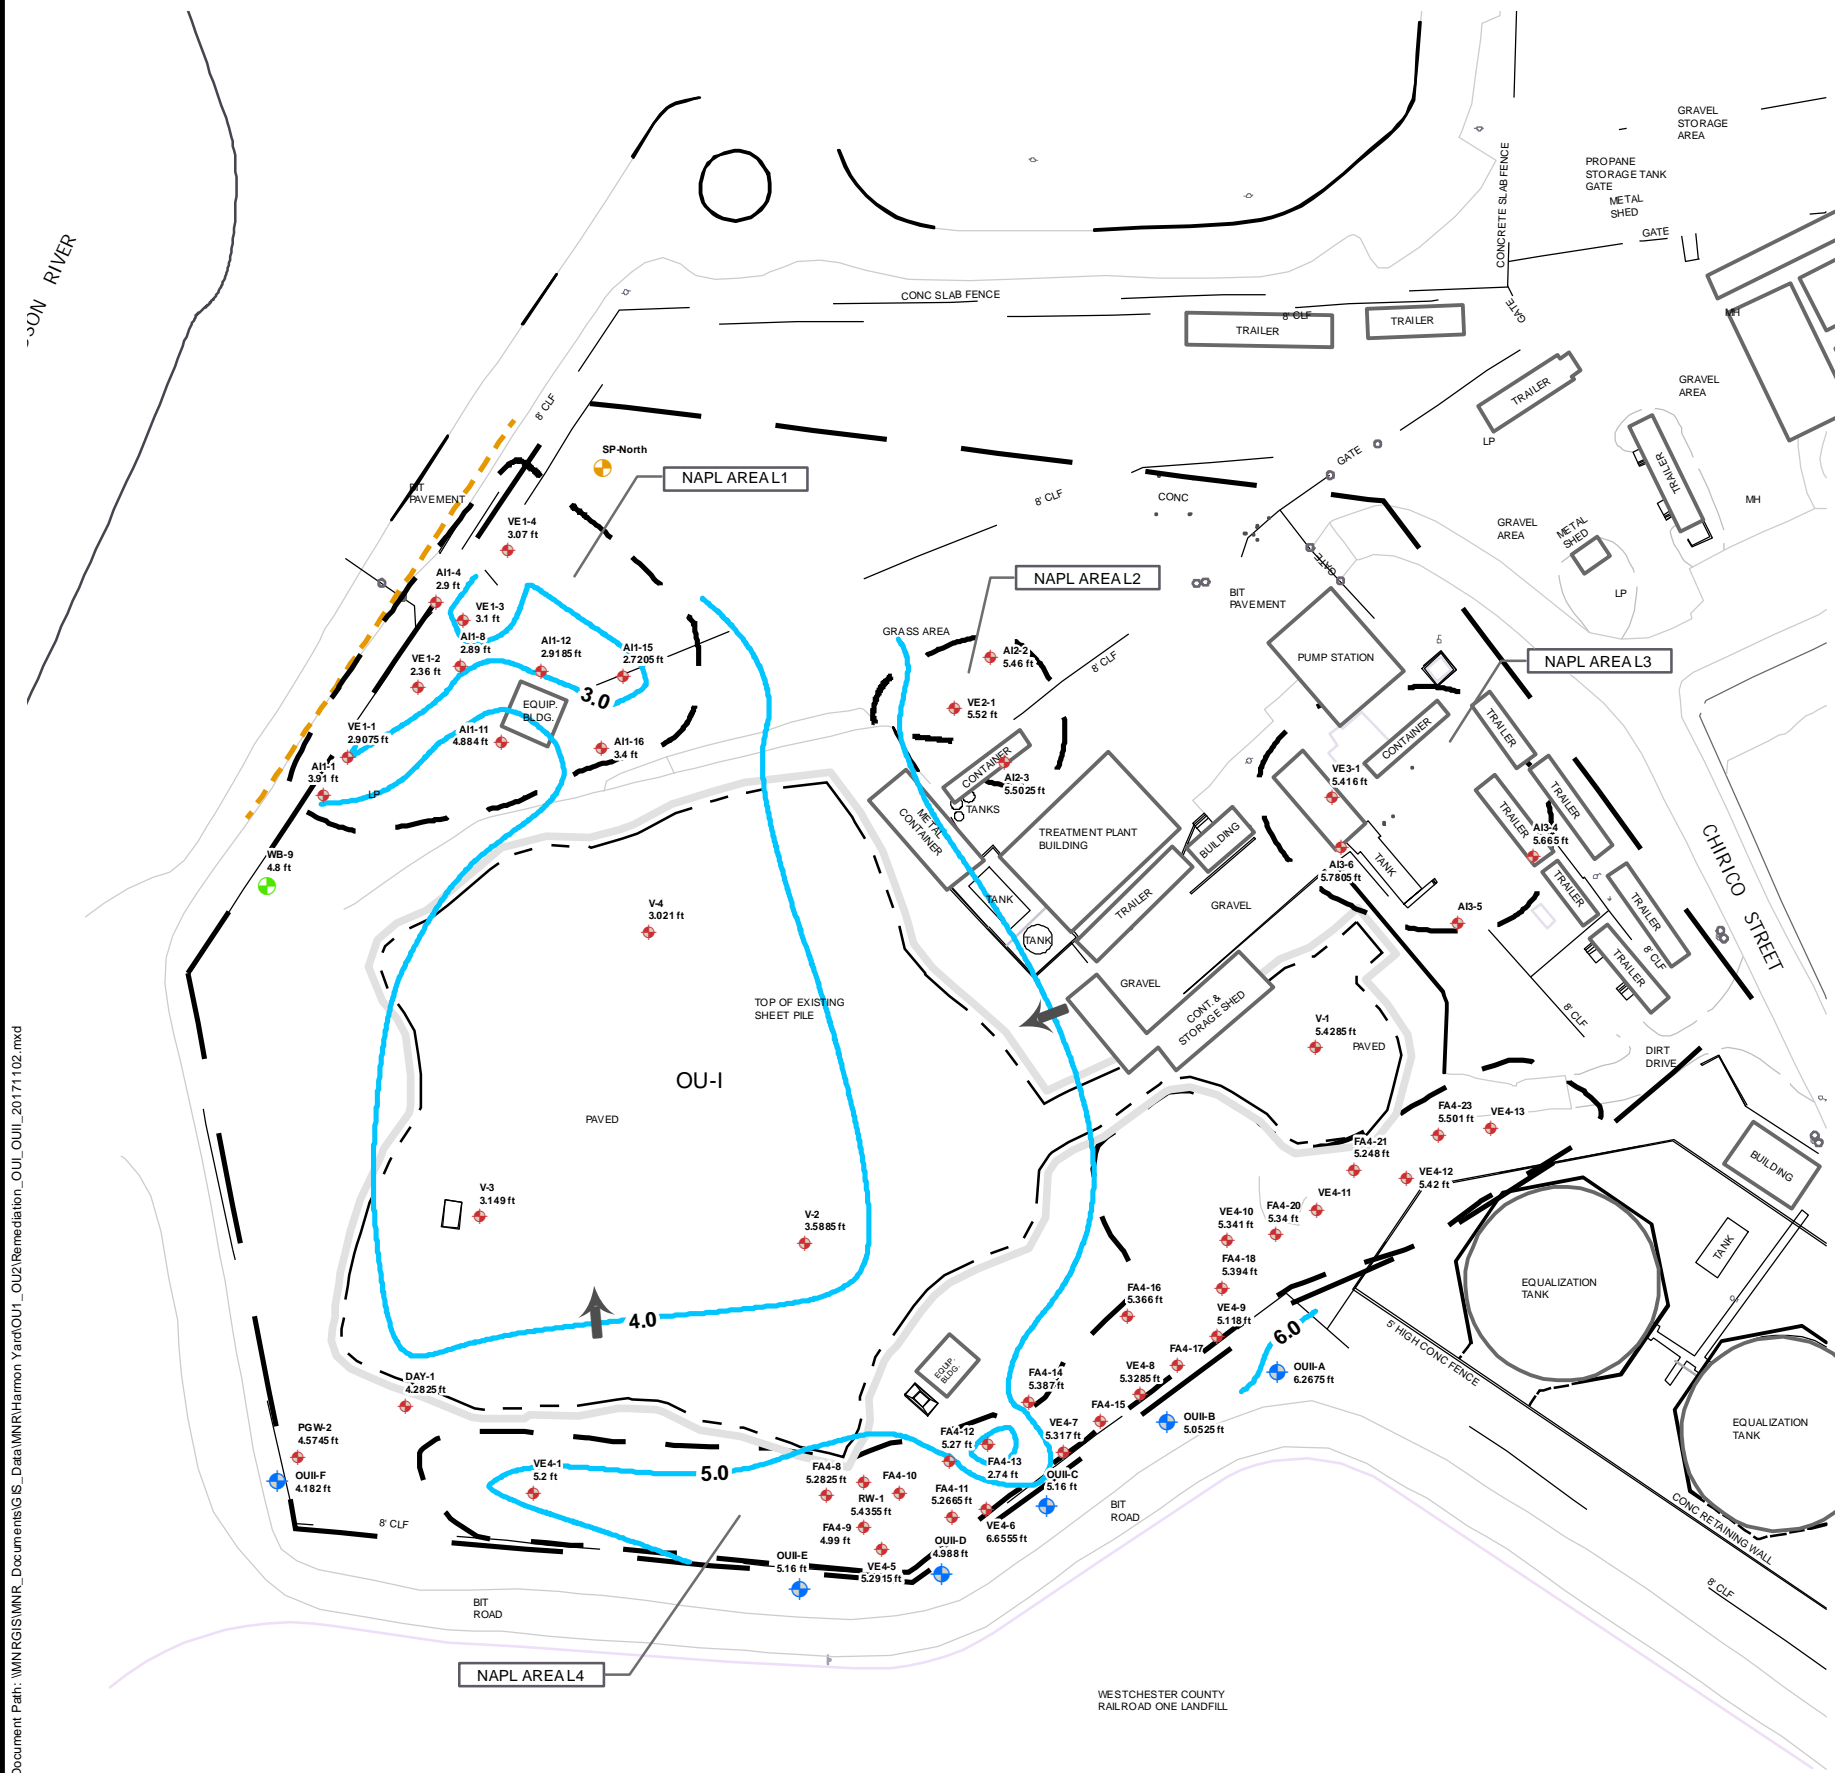 GRAVEL
STORAGE
AREA
PROPANE
STORAGE TANK
GATE
METAL
SHED
GATE
CONCRETE SLAB FENCE
RIVER
CONC SLAB FENCE
GATE
8' CLF
TRAILER
TRAILER
MH
TRAILER
GRAVEL
AREA
LP
8' CLF
SP-North
NAPL AREA L1
GATE
TRAILER
8' CLF
CONC
MH
BIT
PAVEMENT
VE1-4
3.07 ft
GRAVEL
AREA
METAL
SHED
GATE
AI1-4
2.9 ft
NAPL AREA L2
BIT
PAVEMENT
LP
VE1-3
3.1 ft
GRASS AREA
AI1-8
2.89 ft
AI1-12
2.9185 ft
AI1-15
2.7205 ft
AI2-2
5.46 ft
8' CLF
PUMP STATION
NAPL AREA L3
VE1-2
2.36 ft
3.0
VE2-1
5.52 ft
EQUIP.
BLDG.
VE1-1
2.9075 ft
AI1-11
4.884 ft
AI1-16
3.4 ft
CONTAINER
CONTAINER
TRAILER
AI1-1
3.91 ft
LP
AI2-3
5.5025 ft
VE3-1
5.416 ft
TANKS
METAL
CONTAINER
TREATMENT PLANT
BUILDING
BUILDING
TRAILER
TRAILER
AI3-4
5.665 ft
CHIRICO STREET
WB-9
4.8 ft
AI3-6
5.7805 ft
TANK
TRAILER
TRAILER
V-4
3.021 ft
TANK
TRAILER
GRAVEL
AI3-5
TANK
8' CLF
TRAILER
GRAVEL
TOP OF EXISTING
SHEET PILE
CONT. &
STORAGE SHED
8' CLF
V-1
5.4285 ft
PAVED
DIRT
DRIVE
OU-I
PAVED
FA4-23
5.501 ft
VE4-13
FA4-21
5.248 ft
VE4-12
5.42 ft
BUILDING
V-3
3.149 ft
V-2
3.5885 ft
VE4-11
VE4-10
5.341 ft
FA4-20
5.34 ft
TANK
FA4-18
5.394 ft
EQUALIZATION
TANK
FA4-16
5.366 ft
4.0
VE4-9
5.118 ft
6.0
5' HIGH CONC FENCE
FA4-17
EQUIP.
BLDG.
VE4-8
5.3285 ft
OUII-A
6.2675 ft
DAY-1
4.2825 ft
FA4-14
5.387 ft
FA4-15
OUII-B
5.0525 ft
EQUALIZATION
TANK
PGW-2
4.5745 ft
FA4-12
5.27 ft
VE4-7
5.317 ft
OUII-F
4.182 ft
VE4-1
5.2 ft
5.0
FA4-8
5.2825 ft
FA4-10
FA4-13
2.74 ft
OUII-C
5.16 ft
RW-1
5.4355 ft
FA4-11
5.2665 ft
BIT
ROAD
8' CLF
FA4-9
4.99 ft
VE4-6
6.6555 ft
CONC RETAINING WALL
OUII-D
4.988 ft
OUII-E
5.16 ft
VE4-5
5.2915 ft
BIT
ROAD
8' CLF
NAPL AREA L4
WESTCHESTER COUNTY
RAILROAD ONE LANDFILL
Document Path: \\MNRGIS\MNR_Documents\GIS_Data\MNR\Harmon Yard\OU1_OU2\Remediation_OUI_OUII_20171102.mxd